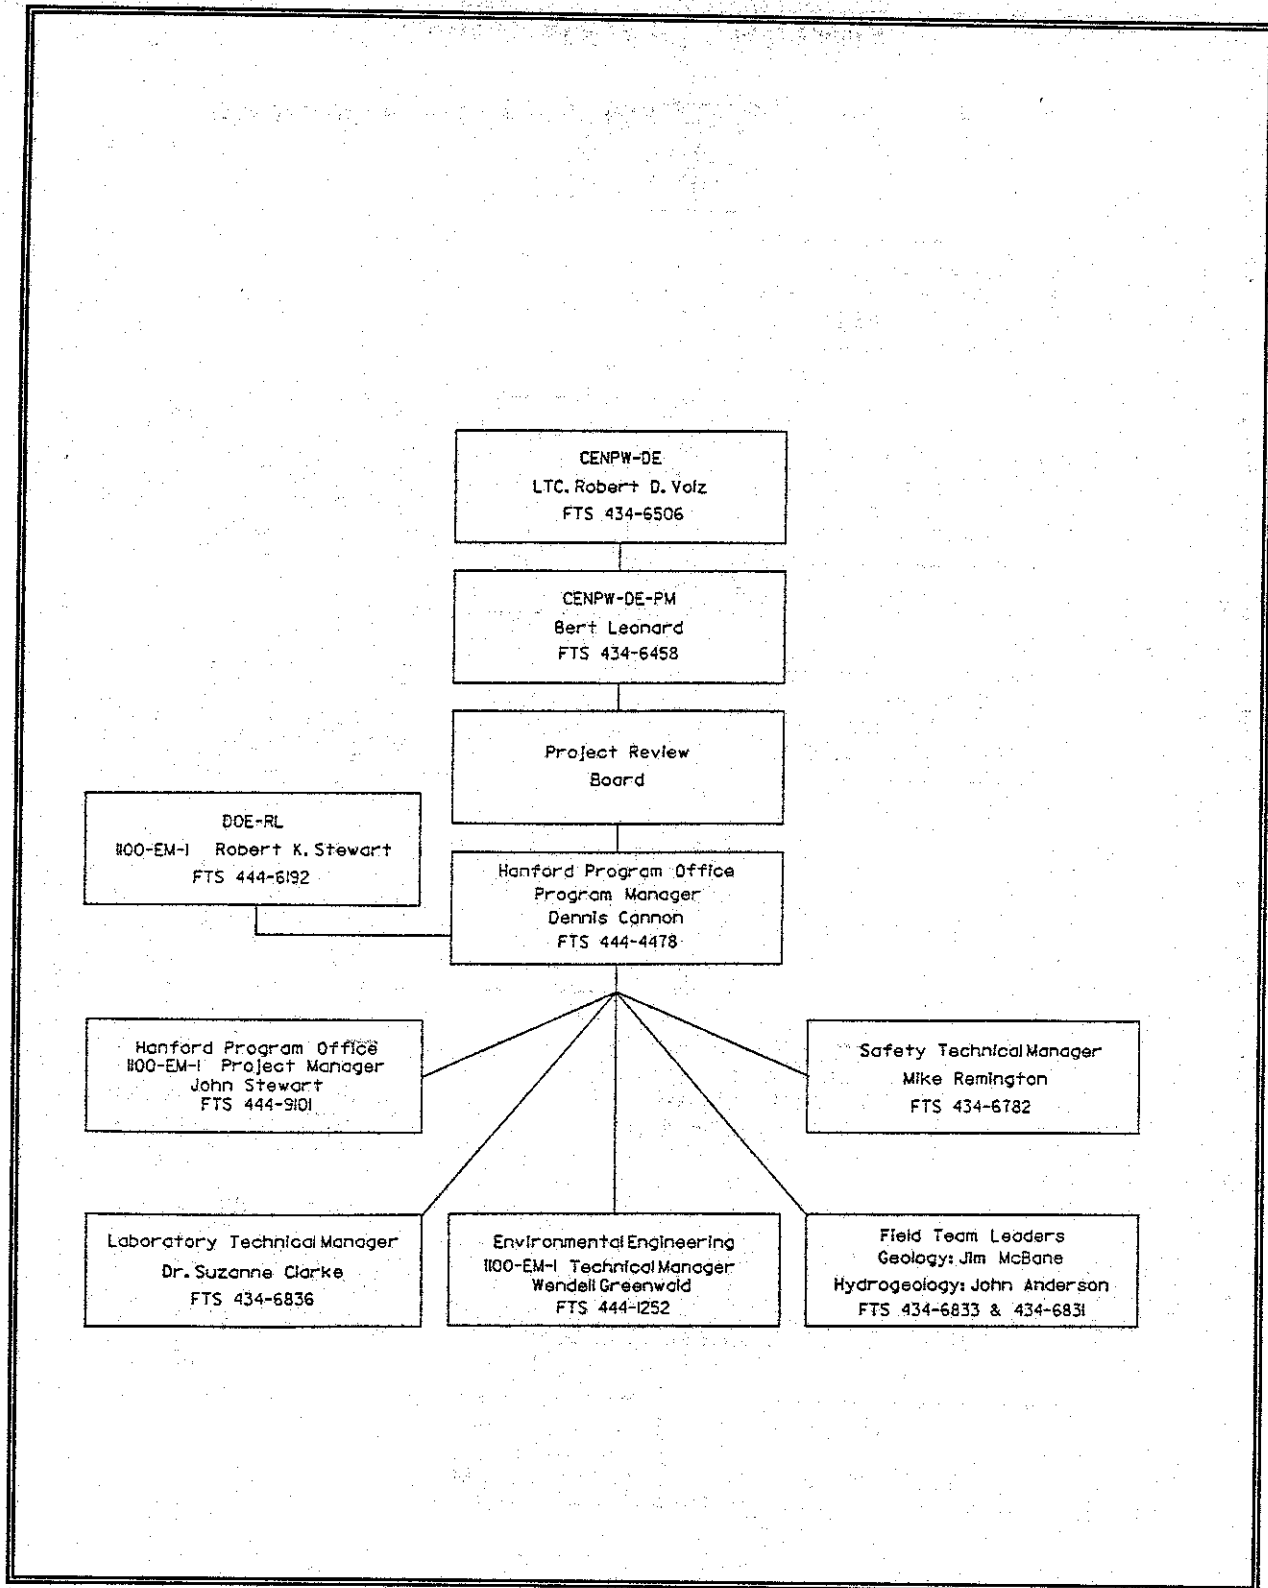 CENPW-DE
LTC. Robert D. Volz
FTS 434-6506
CENPW-DE-PM
Bert Leonard
FTS 434-6458
Project Review
Board
DOE-RL
1100-EM-1 Robert K. Stewart
FTS 444-6192
Hanford Program Office
Program Manager
Dennis Cannon
FTS 444-4478
Hanford Program Office
1100-EM-1 Project Manager
John Stewart
FTS 444-9101
Safety Technical Manager
Mike Remington
FTS 434-6782
Laboratory Technical Manager
Dr. Suzanne Clarke
FTS 434-6836
Environmental Engineering
1100-EM-1 Technical Manager
Wendell Greenwald
FTS 444-1252
Field Team Leaders
Geology: Jim McBane
Hydrogeology: John Anderson
FTS 434-6833 & 434-6831